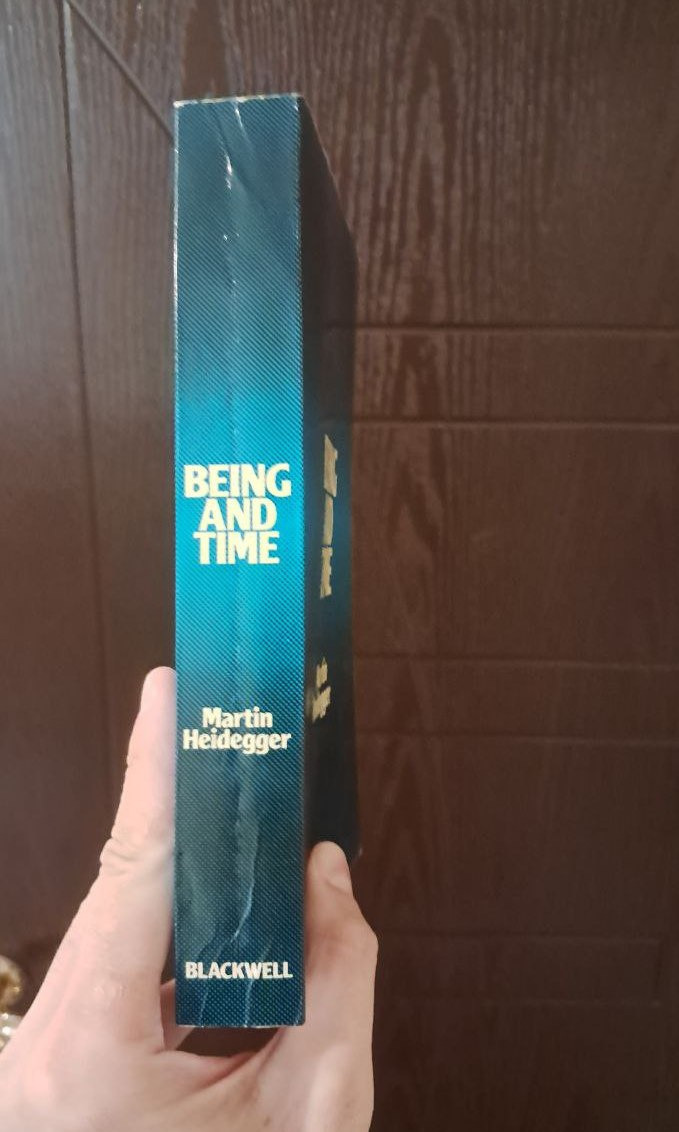 BEING
AND
TIME
Martin
Heidegger
BLACKWELL